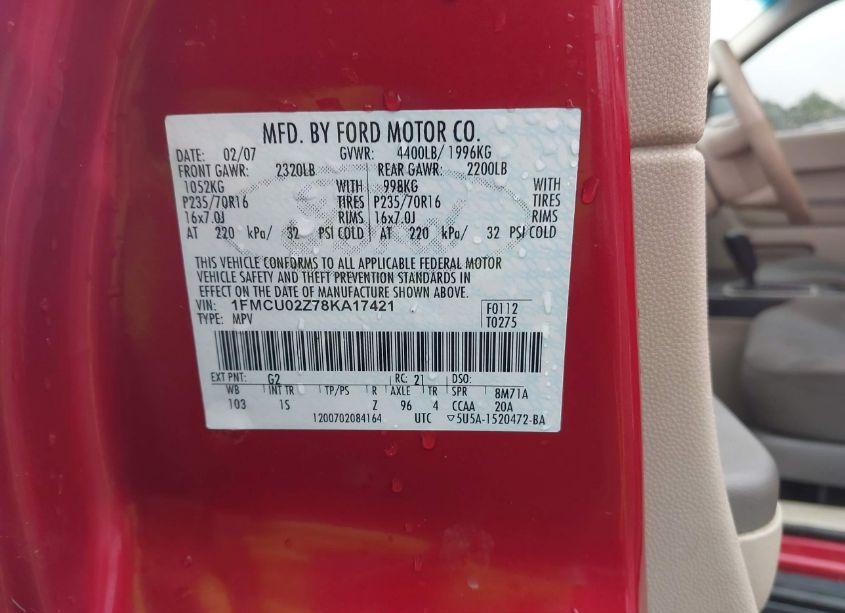 MFD. BY FORD MOTOR CO.
DATE: 02/07 GVWR: 4400LB/1996KG
FRONT GAWR: 2320LB REAR GAWR: 2200LB
1052KG WITH 998KG WITH
P235/70R16 TIRES P235/70R16 TIRES
16x7.0J RIMS 16x7.0J RIMS
AT 220 kPa/ 32 PSI COLD AT 220 kPa/ 32 PSI COLD
THIS VEHICLE CONFORMS TO ALL APPLICABLE FEDERAL MOTOR
VEHICLE SAFETY AND THEFT PREVENTION STANDARDS IN
EFFECT ON THE DATE OF MANUFACTURE SHOWN ABOVE.
VIN: 1FMCU02Z78KA17421 F0112
TYPE: MPV T0275
EXT PNT: G2 RC: 21 DSO:
WB INT TR TP/PS R AXLE TR SPR 8M71A
103 1S Z 96 4 CCAA 20A
1200702084164 UTC ▽5U5A-1520472-BA